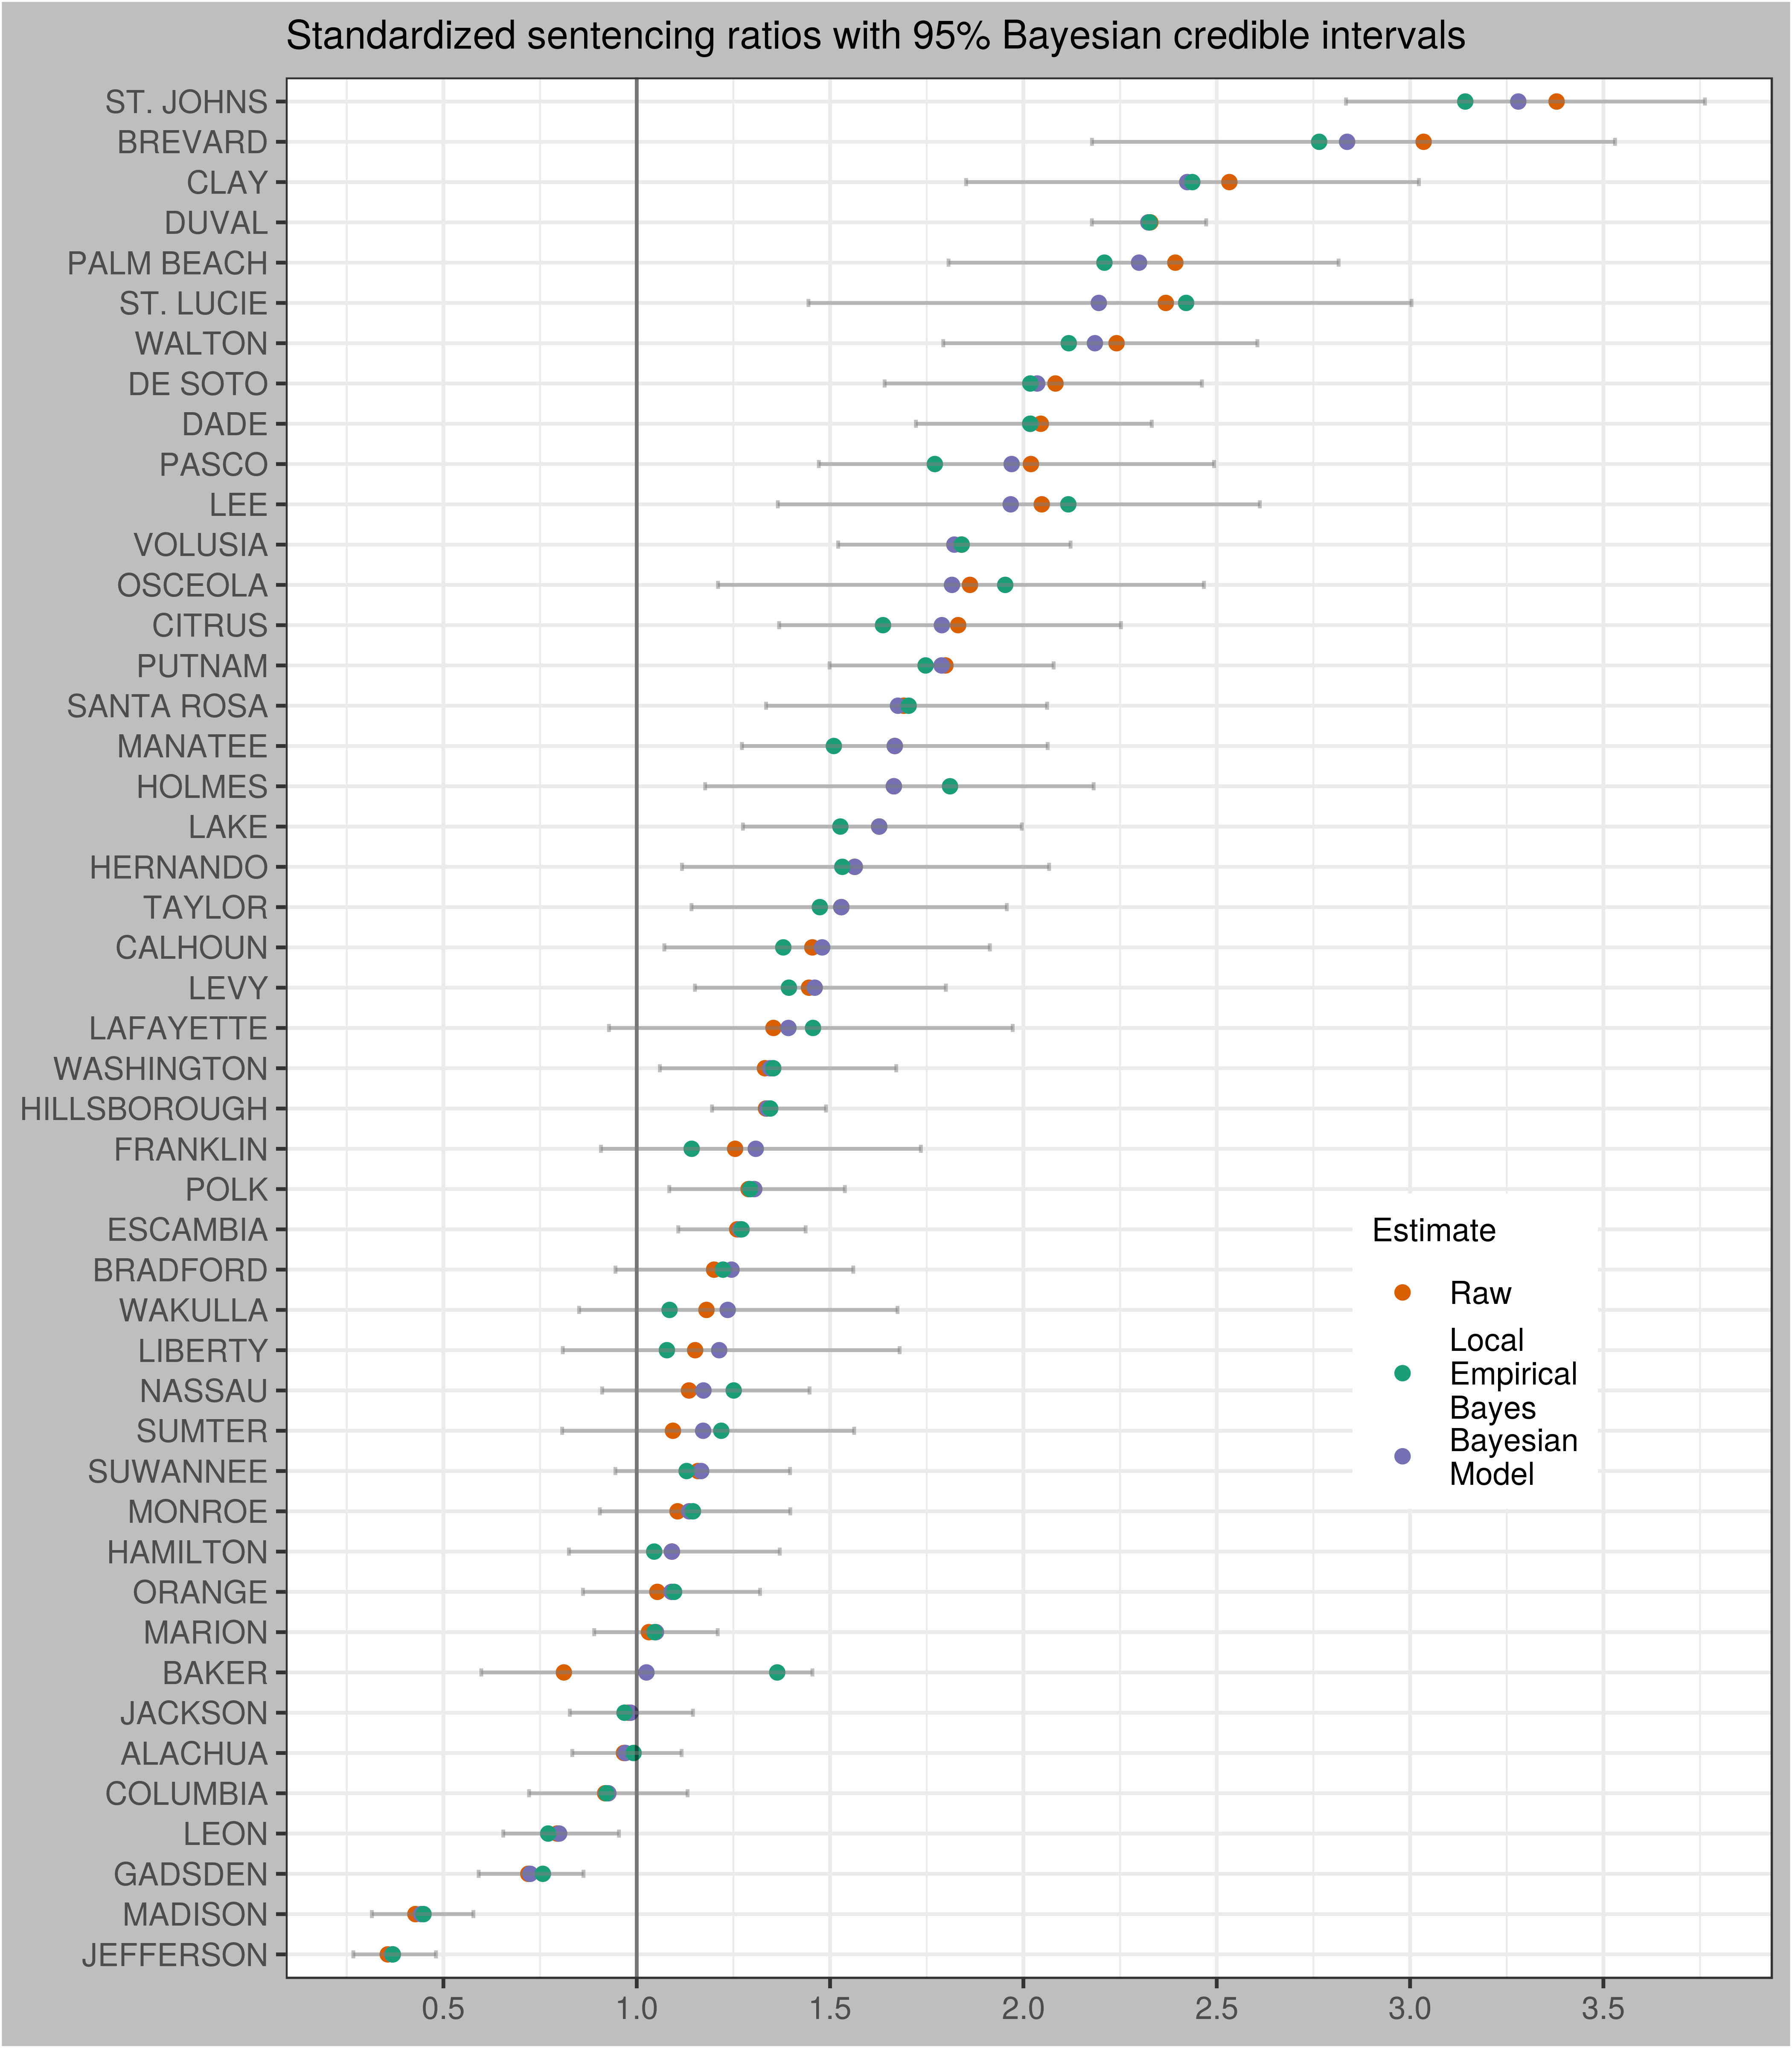 Standardized sentencing ratios with 95% Bayesian credible intervals
ST. JOHNS
BREVARD
CLAY
DUVAL
PALM BEACH
ST. LUCIE
WALTON
DE SOTO
DADE
PASCO
LEE
VOLUSIA
OSCEOLA
CITRUS
PUTNAM
SANTA ROSA
MANATEE
HOLMES
LAKE
HERNANDO
TAYLOR
CALHOUN
LEVY
LAFAYETTE
WASHINGTON
HILLSBOROUGH
FRANKLIN
POLK
ESCAMBIA
BRADFORD
WAKULLA
LIBERTY
NASSAU
SUMTER
SUWANNEE
MONROE
HAMILTON
ORANGE
MARION
BAKER
JACKSON
ALACHUA
COLUMBIA
LEON
GADSDEN
MADISON
JEFFERSON
0.5 1.0 1.5 2.0 2.5 3.0 3.5
Estimate
Raw
Local
Empirical
Bayes
Bayesian
Model